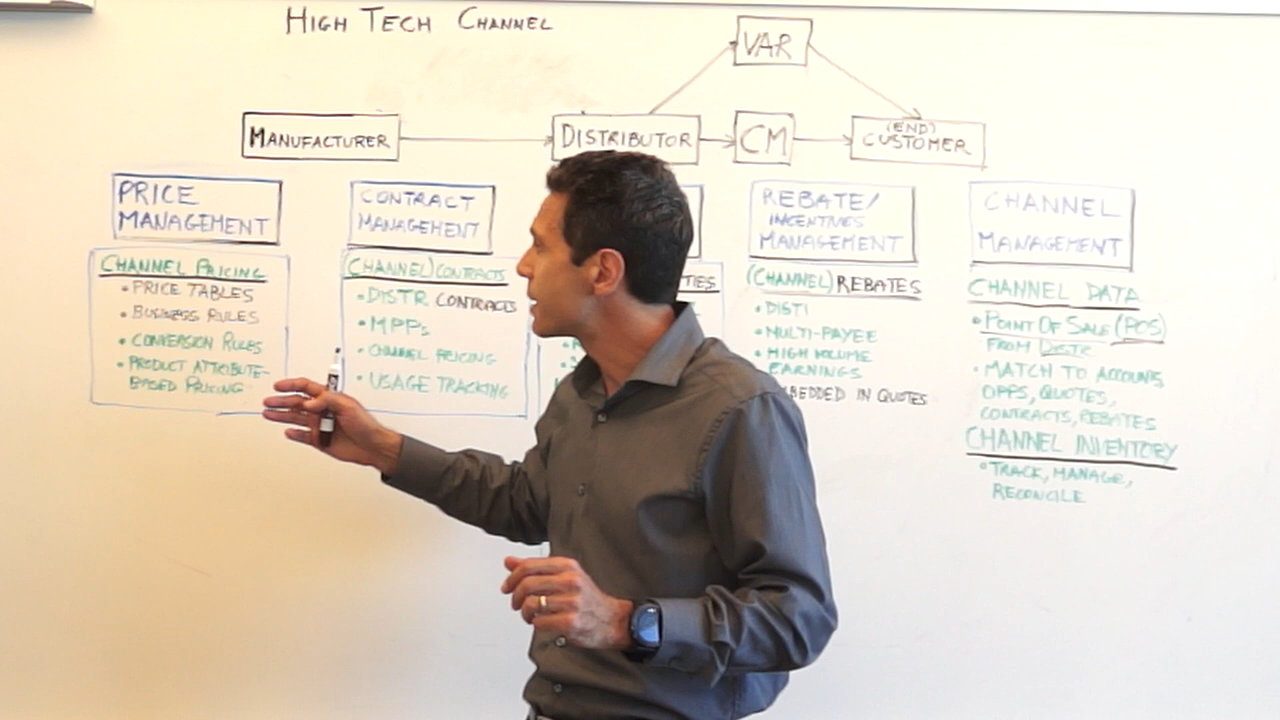 HIGH TECH CHANNEL
VAR
MANUFACTURER
DISTRIBUTOR
CM
(END)
CUSTOMER
PRICE
MANAGEMENT
CHANNEL PRICING
• PRICE TABLES
• BUSINESS RULES
• CONVERSION RULES
• PRODUCT ATTRIBUTE-
BASED PRICING
CONTRACT
MANAGEMENT
(CHANNEL) CONTRACTS
• DISTR CONTRACTS
• MPPs
• CHANNEL PRICING
• USAGE TRACKING
TIES
REBATE/
INCENTIVES
MANAGEMENT
(CHANNEL) REBATES
• DISTI
• MULTI-PAYEE
• HIGH VOLUME
EARNINGS
BEDDED IN QUOTES
CHANNEL
MANAGEMENT
CHANNEL DATA
• POINT OF SALE (POS)
FROM DISTR
• MATCH TO ACCOUNTS,
OPPS, QUOTES,
CONTRACTS, REBATES
CHANNEL INVENTORY
• TRACK, MANAGE,
RECONCILE